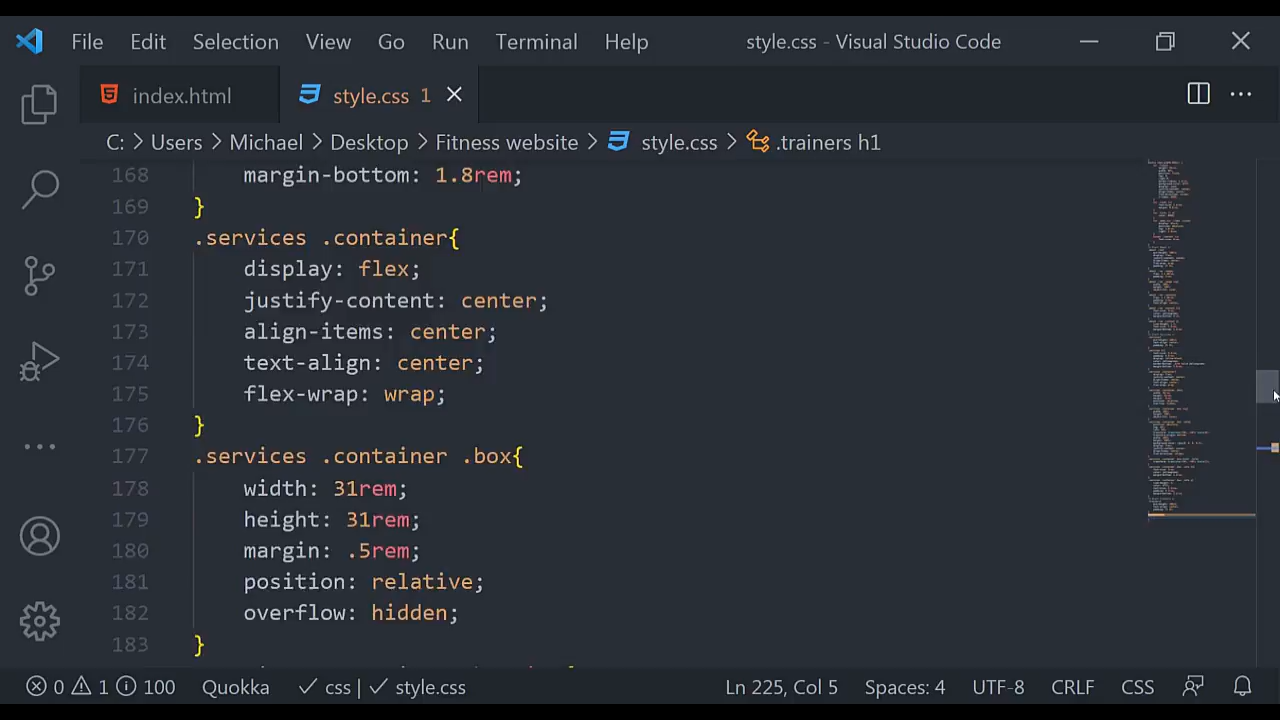 File Edit Selection View Go Run Terminal Help style.css - Visual Studio Code
index.html style.css 1
C: > Users > Michael > Desktop > Fitness website > style.css > .trainers h1
168 margin-bottom: 1.8rem;
169 }
170 .services .container{
171 display: flex;
172 justify-content: center;
173 align-items: center;
174 text-align: center;
175 flex-wrap: wrap;
176 }
177 .services .container .box{
178 width: 31rem;
179 height: 31rem;
180 margin: .5rem;
181 position: relative;
182 overflow: hidden;
183 }
0 1 100 Quokka ✓ css | ✓ style.css Ln 225, Col 5 Spaces: 4 UTF-8 CRLF CSS